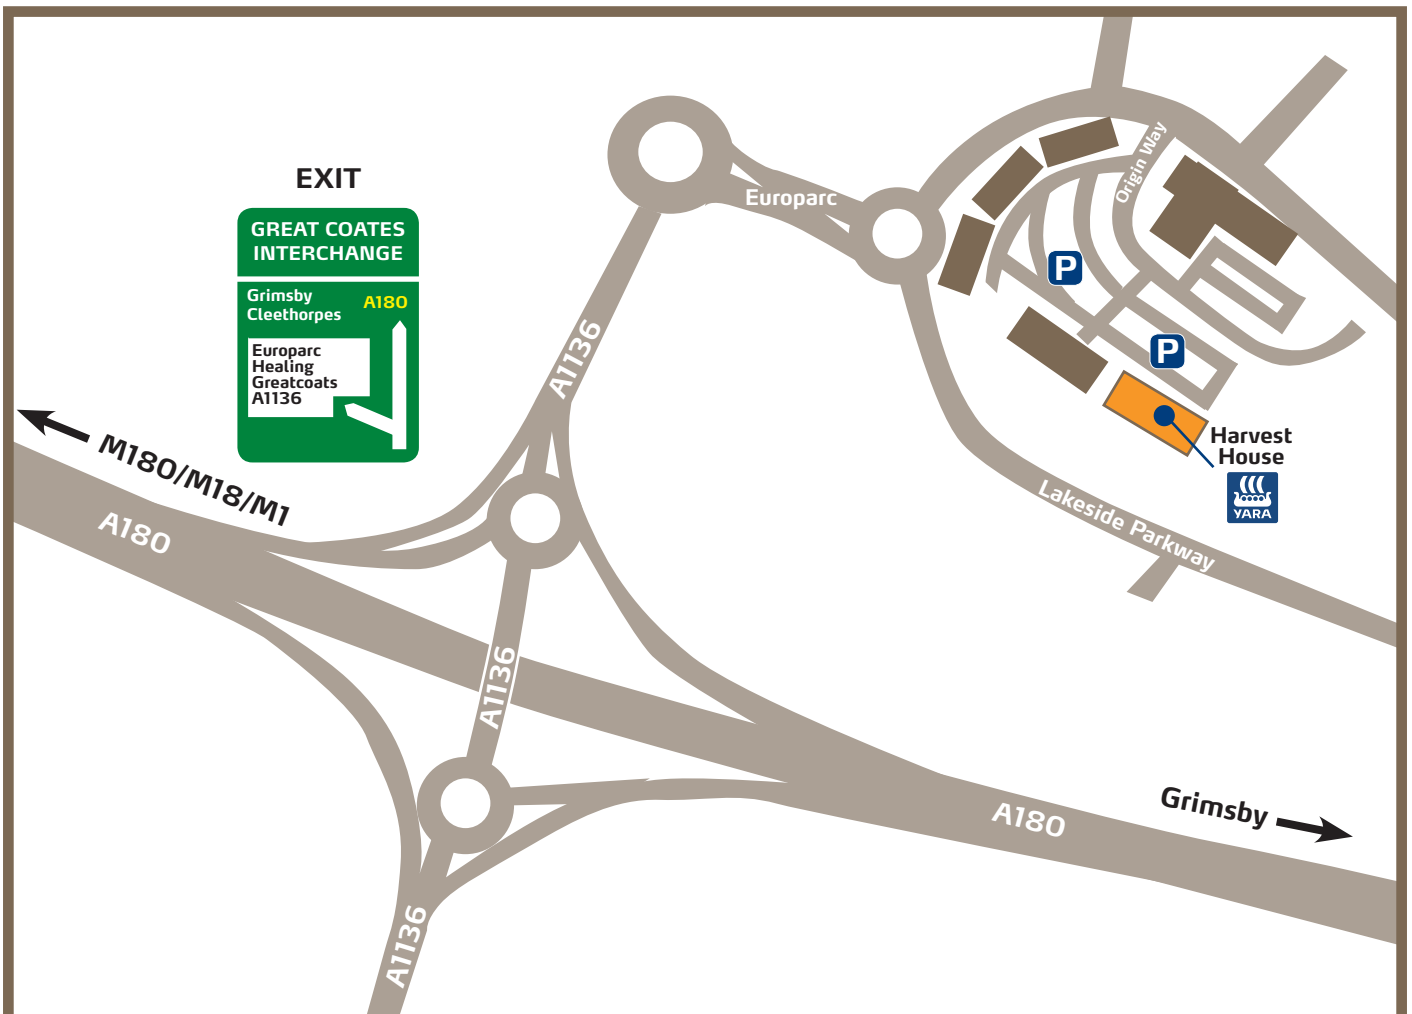 EXIT
GREAT COATES
INTERCHANGE
Grimsby
Cleethorpes
A180
Europarc
Healing
Greatcoats
A1136
M180/M18/M1
A180
A1136
Europarc
Origin Way
P
P
Harvest
House
YARA
Lakeside Parkway
A1136
A180
Grimsby
A1136